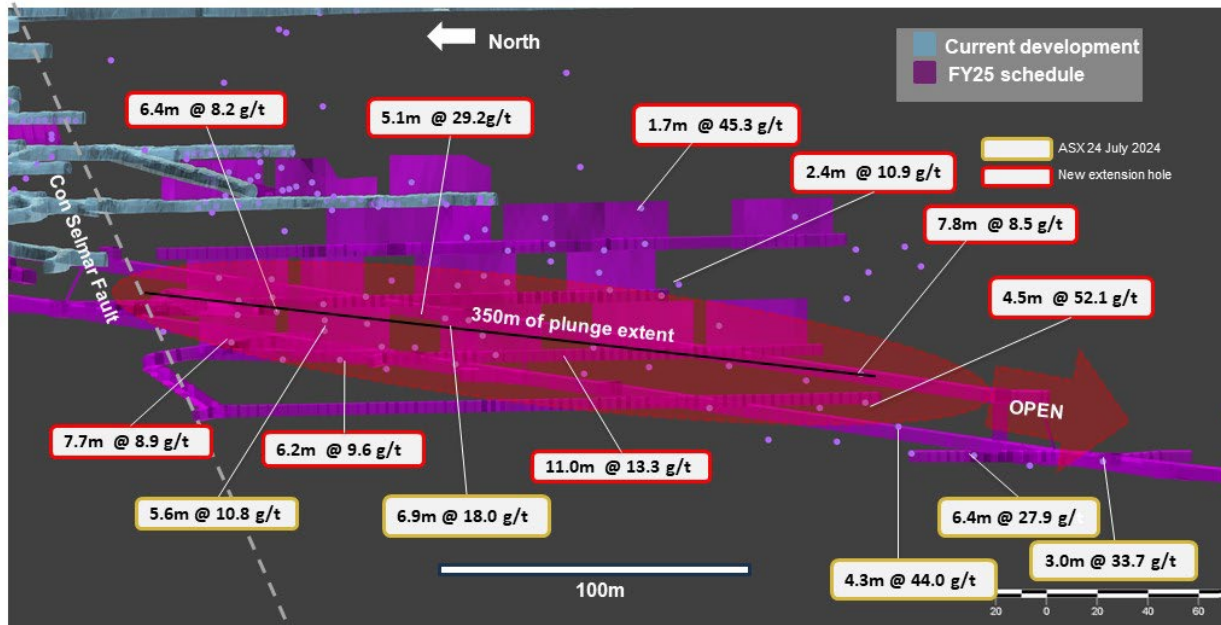 North
Current development
FY25 schedule
6.4m @ 8.2 g/t
5.1m @ 29.2g/t
1.7m @ 45.3 g/t
ASX 24 July 2024
New extension hole
2.4m @ 10.9 g/t
Con Selmar Fault
7.8m @ 8.5 g/t
4.5m @ 52.1 g/t
350m of plunge extent
OPEN
7.7m @ 8.9 g/t
6.2m @ 9.6 g/t
11.0m @ 13.3 g/t
5.6m @ 10.8 g/t
6.9m @ 18.0 g/t
6.4m @ 27.9 g/
4.3m @ 44.0 g/t
3.0m @ 33.7 g/t
100m
20 0 20 40 60